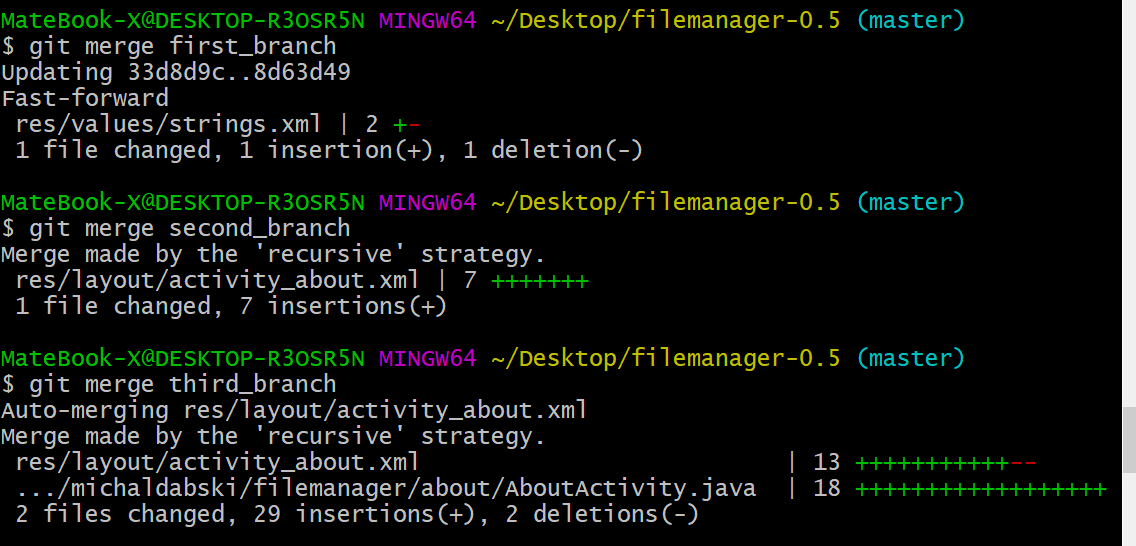 MateBook-X@DESKTOP-R3OSR5N MINGW64 ~/Desktop/filemanager-0.5 (master)
$ git merge first_branch
Updating 33d8d9c..8d63d49
Fast-forward
 res/values/strings.xml | 2 +-
 1 file changed, 1 insertion(+), 1 deletion(-)

MateBook-X@DESKTOP-R3OSR5N MINGW64 ~/Desktop/filemanager-0.5 (master)
$ git merge second_branch
Merge made by the 'recursive' strategy.
 res/layout/activity_about.xml | 7 +++++++
 1 file changed, 7 insertions(+)

MateBook-X@DESKTOP-R3OSR5N MINGW64 ~/Desktop/filemanager-0.5 (master)
$ git merge third_branch
Auto-merging res/layout/activity_about.xml
Merge made by the 'recursive' strategy.
 res/layout/activity_about.xml                          | 13 +++++++++++--
 .../michaldabski/filemanager/about/AboutActivity.java  | 18 ++++++++++++++++++
 2 files changed, 29 insertions(+), 2 deletions(-)